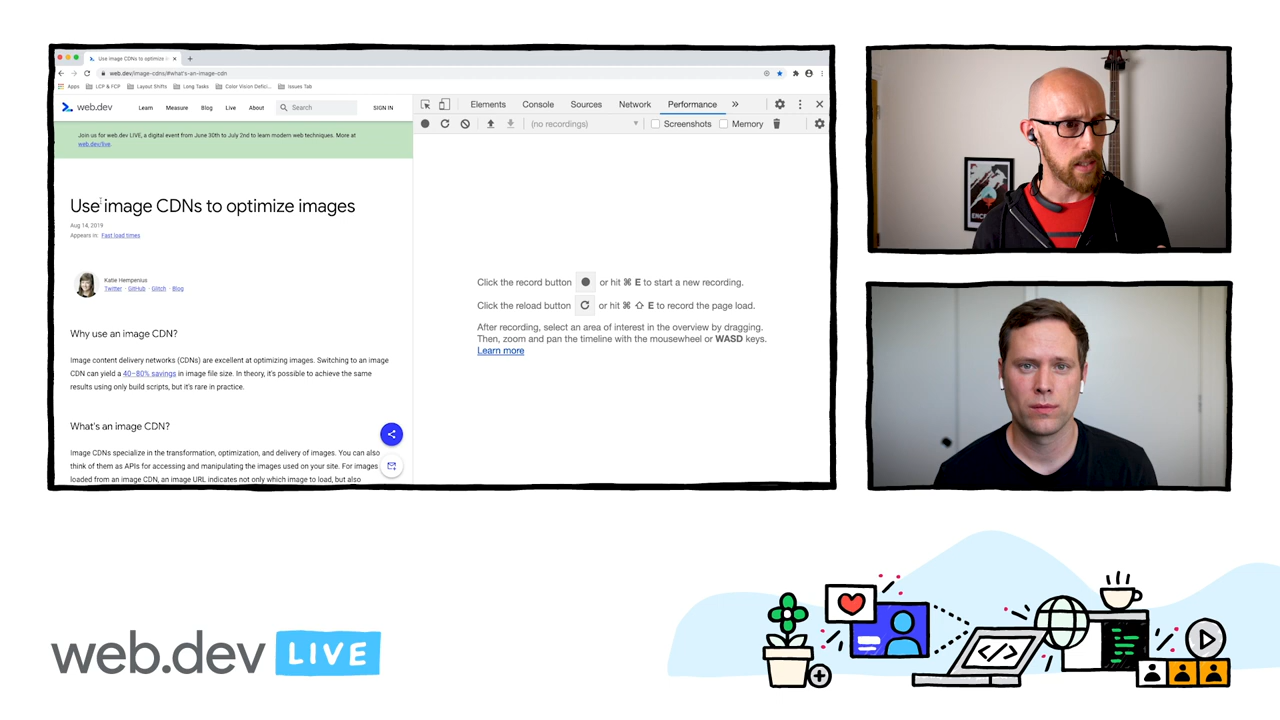 Use image CDNs to optimize im
web.dev/image-cdns/#what's-an-image-cdn
Apps LCP & FCP Layout Shifts Long Tasks Color Vision Defici... Issues Tab
web.dev Learn Measure Blog Live About Search SIGN IN
Join us for web.dev LIVE, a digital event from June 30th to July 2nd to learn modern web techniques. More at
web.dev/live.
Use image CDNs to optimize images
Aug 14, 2019
Appears in: Fast load times
Katie Hempenius
Twitter · GitHub · Glitch · Blog
Why use an image CDN?
Image content delivery networks (CDNs) are excellent at optimizing images. Switching to an image
CDN can yield a 40–80% savings in image file size. In theory, it's possible to achieve the same
results using only build scripts, but it's rare in practice.
What's an image CDN?
Image CDNs specialize in the transformation, optimization, and delivery of images. You can also
think of them as APIs for accessing and manipulating the images used on your site. For images
loaded from an image CDN, an image URL indicates not only which image to load, but also
Elements Console Sources Network Performance »
(no recordings) Screenshots Memory
Click the record button or hit ⌘ E to start a new recording.
Click the reload button or hit ⌘ ⇧ E to record the page load.
After recording, select an area of interest in the overview by dragging.
Then, zoom and pan the timeline with the mousewheel or WASD keys.
Learn more
web.dev LIVE